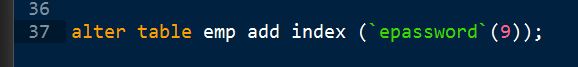 36
37 alter table emp add index (`epassword`(9));